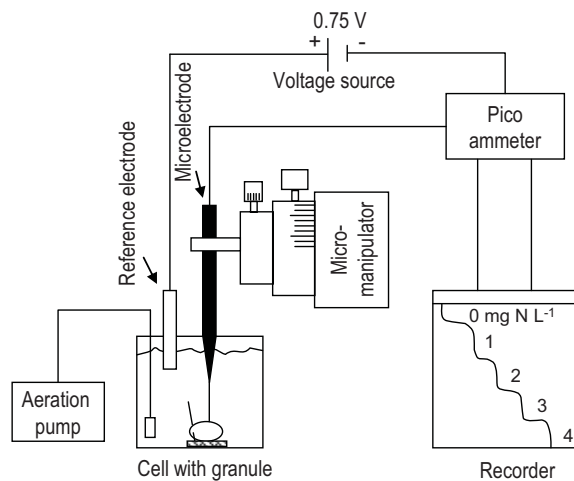 0.75 V
+ -
Voltage source
Pico
ammeter
Microelectrode
Reference electrode
Micro-
manipulator
0 mg N L-1
1
2
3
4
Aeration
pump
Cell with granule
Recorder